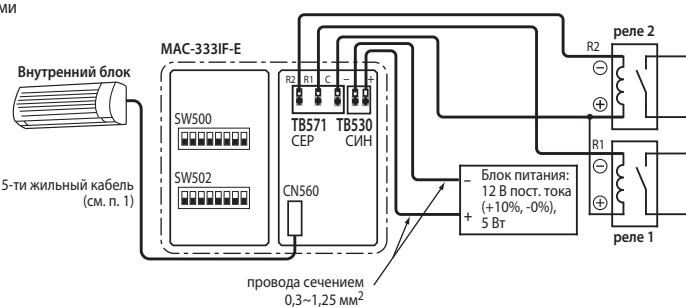 ми
MAC-333IF-E
Внутренний блок
5-ти жильный кабель
(см. п. 1)
SW500
SW502
R2 R1 C – +
TB571 TB530
СЕР СИН
CN560
провода сечением
0,3~1,25 мм²
– Блок питания:
12 В пост. тока
+ (+10%, -0%),
5 Вт
реле 2
R2
–
+
R1
–
+
реле 1